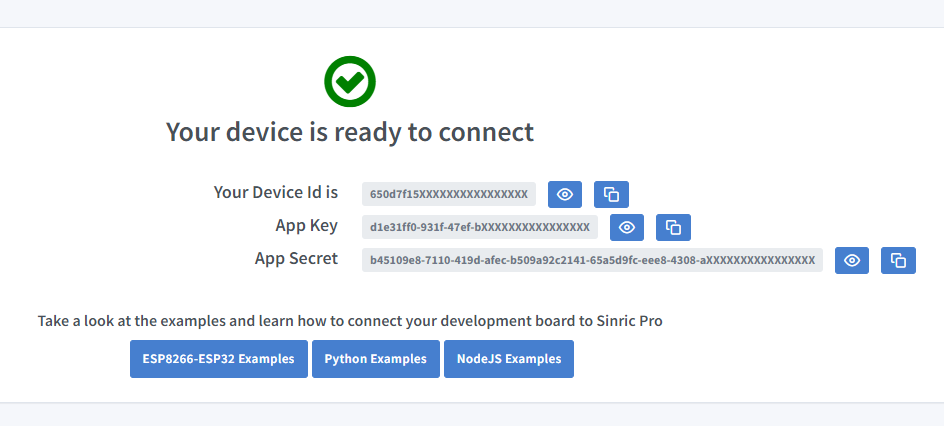 Your device is ready to connect
Your Device Id is 650d7f15XXXXXXXXXXXXXXXX
App Key d1e31ff0-931f-47ef-bXXXXXXXXXXXXXXXX
App Secret b45109e8-7110-419d-afec-b509a92c2141-65a5d9fc-eee8-4308-aXXXXXXXXXXXXXXXX
Take a look at the examples and learn how to connect your development board to Sinric Pro
ESP8266-ESP32 Examples Python Examples NodeJS Examples